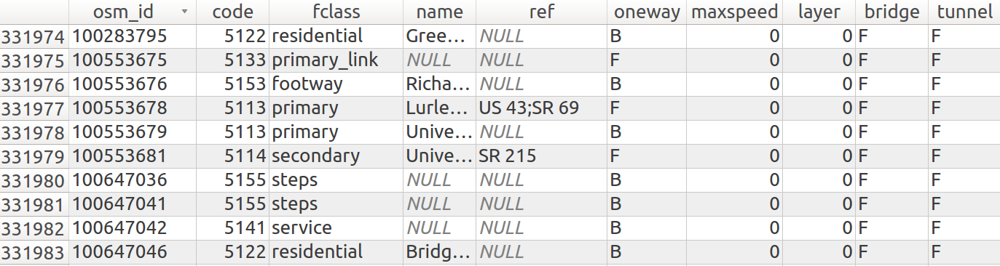 osm_id code fclass name ref oneway maxspeed layer bridge tunnel
331974 100283795 5122 residential Gree... NULL B 0 0 F F
331975 100553675 5133 primary_link NULL NULL F 0 0 F F
331976 100553676 5153 footway Richa... NULL B 0 0 F F
331977 100553678 5113 primary Lurle... US 43;SR 69 F 0 0 F F
331978 100553679 5113 primary Unive... NULL B 0 0 F F
331979 100553681 5114 secondary Unive... SR 215 F 0 0 F F
331980 100647036 5155 steps NULL NULL B 0 0 F F
331981 100647041 5155 steps NULL NULL B 0 0 F F
331982 100647042 5141 service NULL NULL B 0 0 F F
331983 100647046 5122 residential Bridg... NULL B 0 0 F F